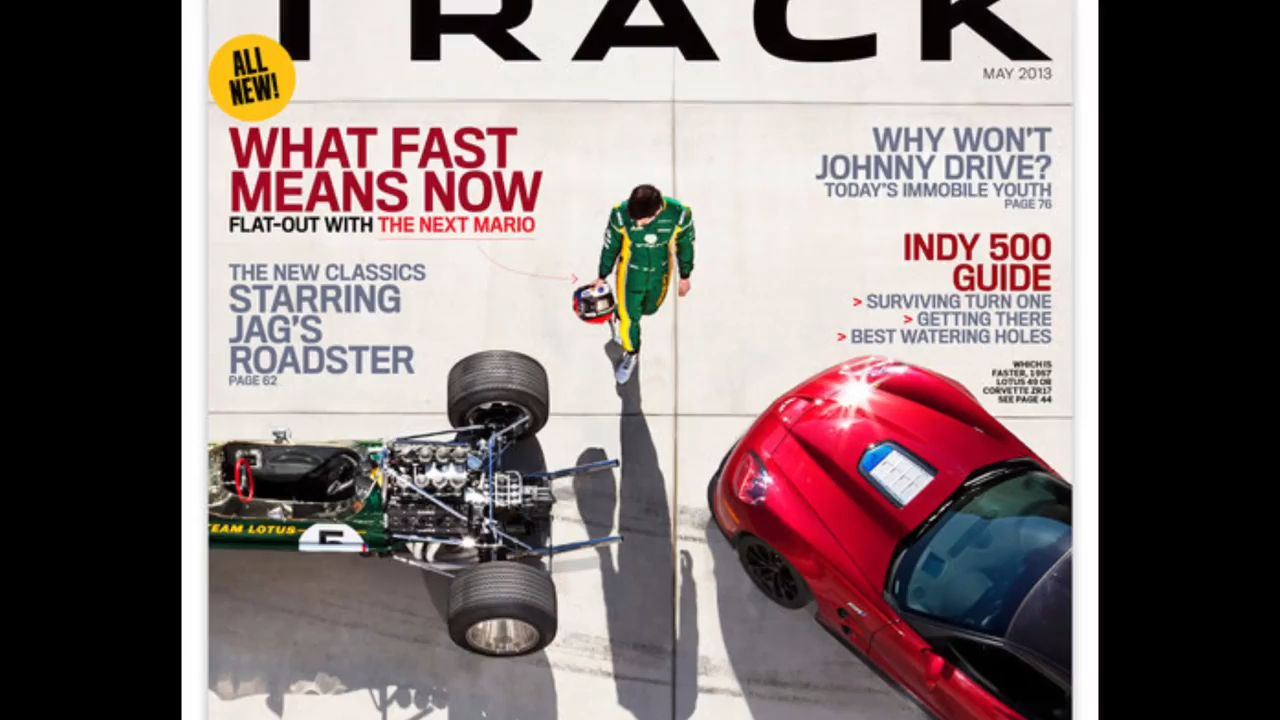 TRACK
MAY 2013
ALL
NEW!
WHAT FAST
MEANS NOW
FLAT-OUT WITH THE NEXT MARIO
THE NEW CLASSICS
STARRING
JAG'S
ROADSTER
PAGE 62
WHY WON'T
JOHNNY DRIVE?
TODAY'S IMMOBILE YOUTH
PAGE 76
INDY 500
GUIDE
> SURVIVING TURN ONE
> GETTING THERE
> BEST WATERING HOLES
WHICH IS
FASTER, 1967
LOTUS 49 OR
CORVETTE ZR1?
SEE PAGE 44
TEAM LOTUS
5